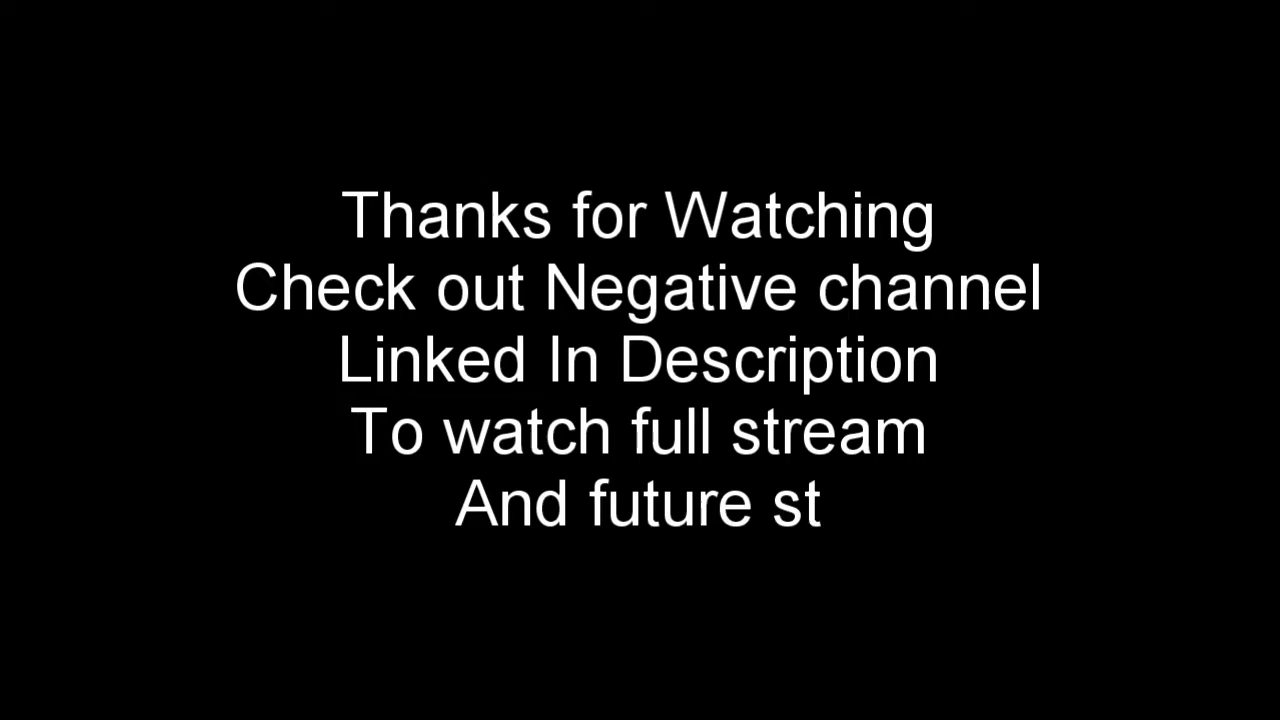 Thanks for Watching
Check out Negative channel
Linked In Description
To watch full stream
And future st